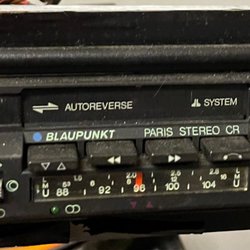 AUTOREVERSE SYSTEM
BLAUPUNKT PARIS STEREO CR
88 92 96 100 104